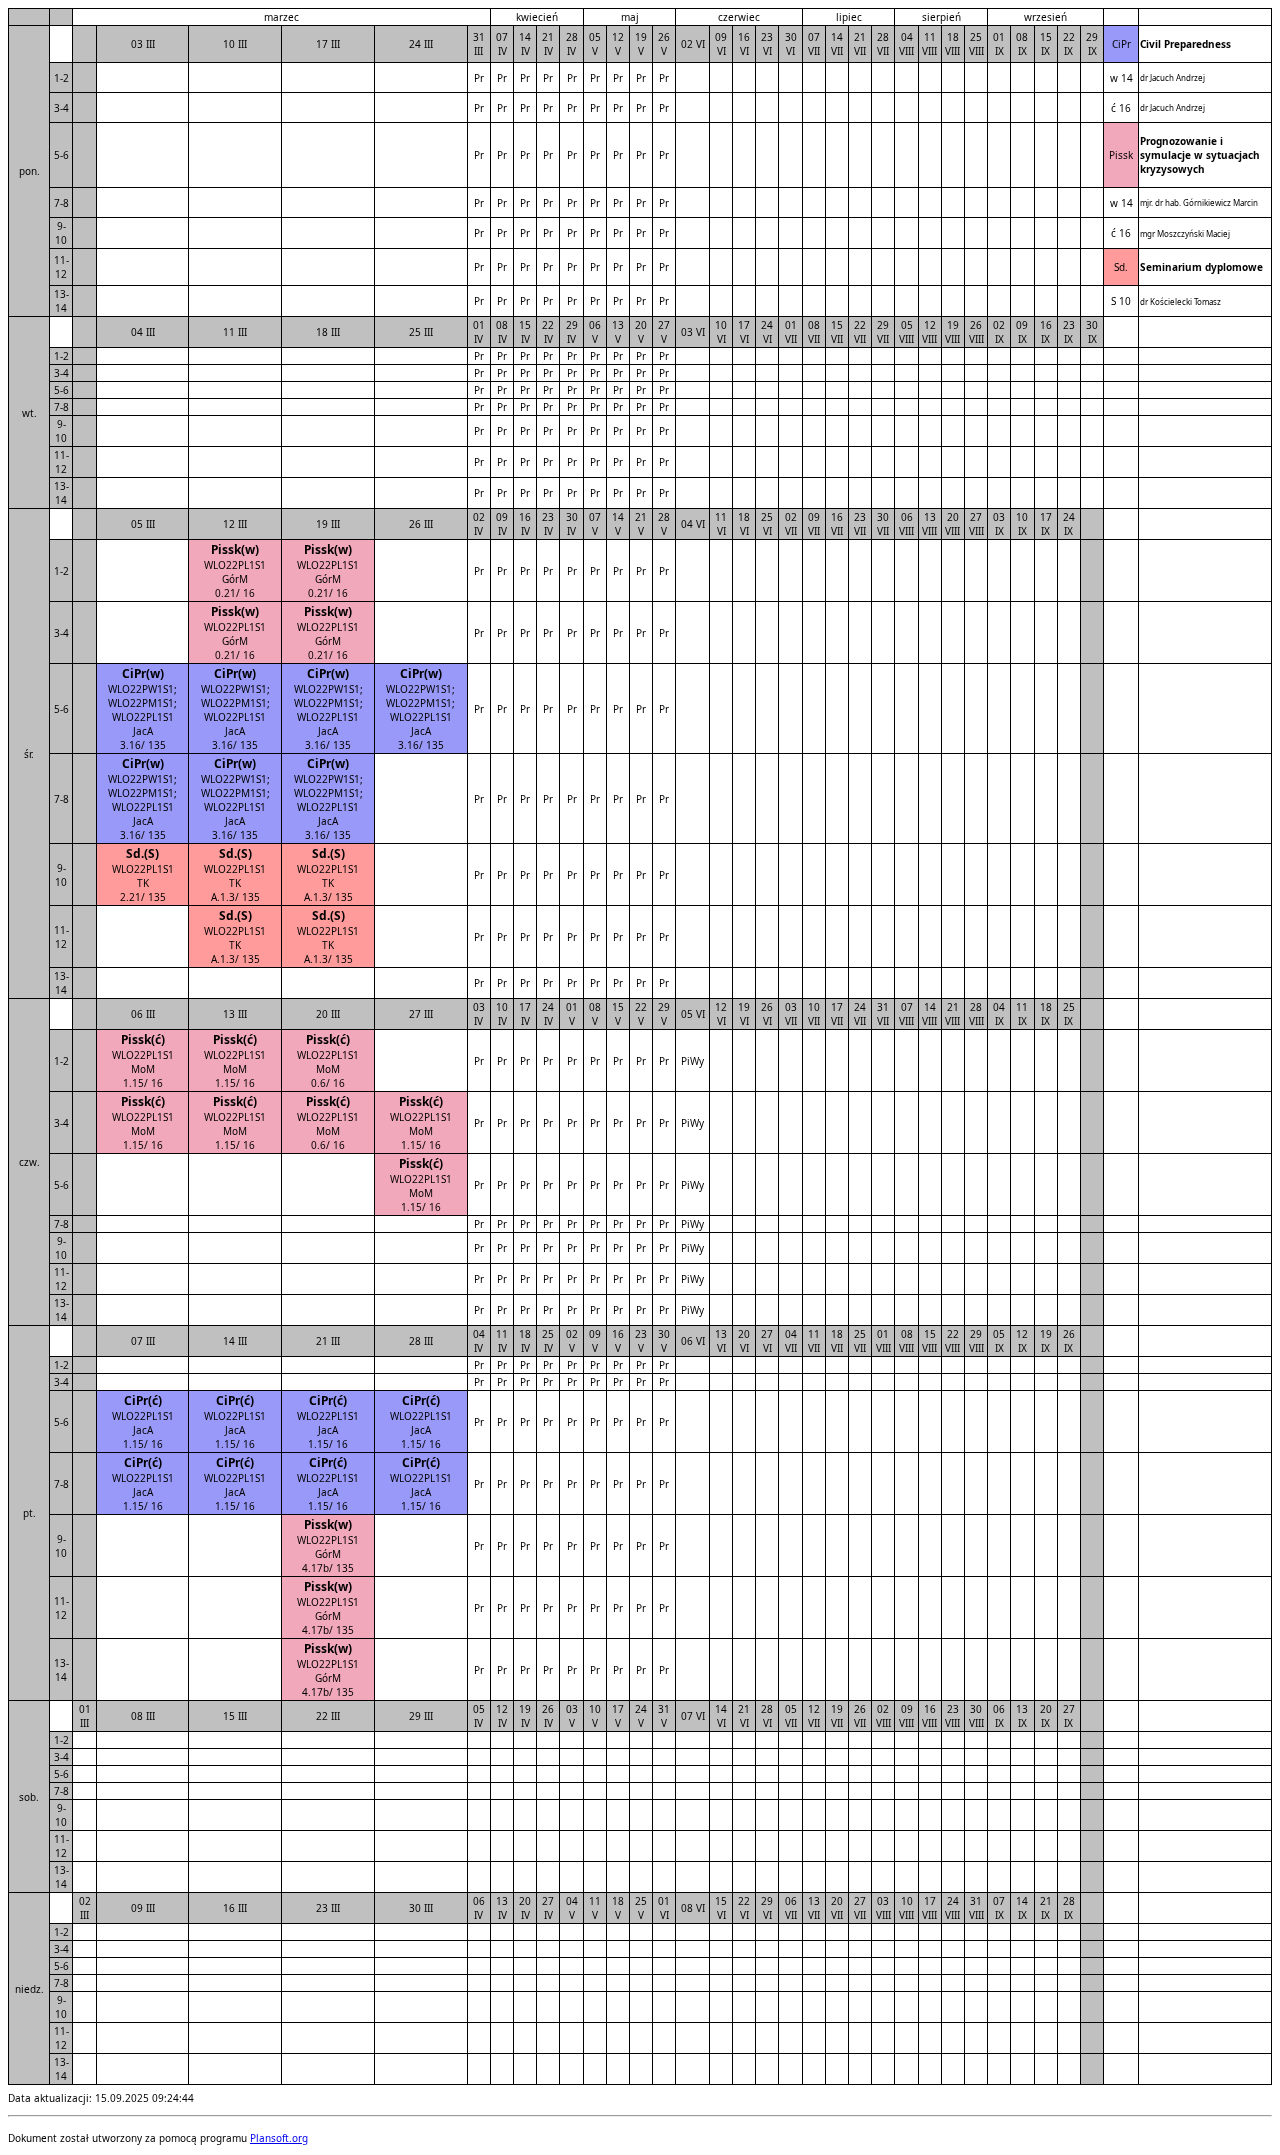 marzec kwiecień maj czerwiec lipiec sierpień wrzesień
pon. 03 III 10 III 17 III 24 III 31 III 07 IV 14 IV 21 IV 28 IV 05 V 12 V 19 V 26 V 02 VI 09 VI 16 VI 23 VI 30 VI 07 VII 14 VII 21 VII 28 VII 04 VIII 11 VIII 18 VIII 25 VIII 01 IX 08 IX 15 IX 22 IX 29 IX CiPr Civil Preparedness
1-2 Pr Pr Pr Pr Pr Pr Pr Pr Pr w 14 dr Jacuch Andrzej
3-4 Pr Pr Pr Pr Pr Pr Pr Pr Pr ć 16 dr Jacuch Andrzej
5-6 Pr Pr Pr Pr Pr Pr Pr Pr Pr Pissk Prognozowanie i symulacje w sytuacjach kryzysowych
7-8 Pr Pr Pr Pr Pr Pr Pr Pr Pr w 14 mjr. dr hab. Górnikiewicz Marcin
9-10 Pr Pr Pr Pr Pr Pr Pr Pr Pr ć 16 mgr Moszczyński Maciej
11-12 Pr Pr Pr Pr Pr Pr Pr Pr Pr Sd. Seminarium dyplomowe
13-14 Pr Pr Pr Pr Pr Pr Pr Pr Pr S 10 dr Kościelecki Tomasz
wt. 04 III 11 III 18 III 25 III 01 IV 08 IV 15 IV 22 IV 29 IV 06 V 13 V 20 V 27 V 03 VI 10 VI 17 VI 24 VI 01 VII 08 VII 15 VII 22 VII 29 VII 05 VIII 12 VIII 19 VIII 26 VIII 02 IX 09 IX 16 IX 23 IX 30 IX
1-2 Pr Pr Pr Pr Pr Pr Pr Pr Pr
3-4 Pr Pr Pr Pr Pr Pr Pr Pr Pr
5-6 Pr Pr Pr Pr Pr Pr Pr Pr Pr
7-8 Pr Pr Pr Pr Pr Pr Pr Pr Pr
9-10 Pr Pr Pr Pr Pr Pr Pr Pr Pr
11-12 Pr Pr Pr Pr Pr Pr Pr Pr Pr
13-14 Pr Pr Pr Pr Pr Pr Pr Pr Pr
śr. 05 III 12 III 19 III 26 III 02 IV 09 IV 16 IV 23 IV 30 IV 07 V 14 V 21 V 28 V 04 VI 11 VI 18 VI 25 VI 02 VII 09 VII 16 VII 23 VII 30 VII 06 VIII 13 VIII 20 VIII 27 VIII 03 IX 10 IX 17 IX 24 IX
Pissk(w) Pissk(w)
WLO22PL1S1 WLO22PL1S1
1-2 GórM GórM Pr Pr Pr Pr Pr Pr Pr Pr Pr
0.21/ 16 0.21/ 16
Pissk(w) Pissk(w)
WLO22PL1S1 WLO22PL1S1
3-4 GórM GórM Pr Pr Pr Pr Pr Pr Pr Pr Pr
0.21/ 16 0.21/ 16
CiPr(w) CiPr(w) CiPr(w) CiPr(w)
WLO22PW1S1; WLO22PW1S1; WLO22PW1S1; WLO22PW1S1;
WLO22PM1S1; WLO22PM1S1; WLO22PM1S1; WLO22PM1S1;
5-6 WLO22PL1S1 WLO22PL1S1 WLO22PL1S1 WLO22PL1S1 Pr Pr Pr Pr Pr Pr Pr Pr Pr
JacA JacA JacA JacA
3.16/ 135 3.16/ 135 3.16/ 135 3.16/ 135
CiPr(w) CiPr(w) CiPr(w)
WLO22PW1S1; WLO22PW1S1; WLO22PW1S1;
WLO22PM1S1; WLO22PM1S1; WLO22PM1S1;
7-8 WLO22PL1S1 WLO22PL1S1 WLO22PL1S1 Pr Pr Pr Pr Pr Pr Pr Pr Pr
JacA JacA JacA
3.16/ 135 3.16/ 135 3.16/ 135
Sd.(S) Sd.(S) Sd.(S)
WLO22PL1S1 WLO22PL1S1 WLO22PL1S1
9-10 TK TK TK Pr Pr Pr Pr Pr Pr Pr Pr Pr
2.21/ 135 A.1.3/ 135 A.1.3/ 135
Sd.(S) Sd.(S)
WLO22PL1S1 WLO22PL1S1
11-12 TK TK Pr Pr Pr Pr Pr Pr Pr Pr Pr
A.1.3/ 135 A.1.3/ 135
13-14 Pr Pr Pr Pr Pr Pr Pr Pr Pr
czw. 06 III 13 III 20 III 27 III 03 IV 10 IV 17 IV 24 IV 01 V 08 V 15 V 22 V 29 V 05 VI 12 VI 19 VI 26 VI 03 VII 10 VII 17 VII 24 VII 31 VII 07 VIII 14 VIII 21 VIII 28 VIII 04 IX 11 IX 18 IX 25 IX
Pissk(ć) Pissk(ć) Pissk(ć)
WLO22PL1S1 WLO22PL1S1 WLO22PL1S1
1-2 MoM MoM MoM Pr Pr Pr Pr Pr Pr Pr Pr Pr PiWy
1.15/ 16 1.15/ 16 0.6/ 16
Pissk(ć) Pissk(ć) Pissk(ć) Pissk(ć)
WLO22PL1S1 WLO22PL1S1 WLO22PL1S1 WLO22PL1S1
3-4 MoM MoM MoM MoM Pr Pr Pr Pr Pr Pr Pr Pr Pr PiWy
1.15/ 16 1.15/ 16 0.6/ 16 1.15/ 16
Pissk(ć)
WLO22PL1S1
5-6 MoM Pr Pr Pr Pr Pr Pr Pr Pr Pr PiWy
1.15/ 16
7-8 Pr Pr Pr Pr Pr Pr Pr Pr Pr PiWy
9-10 Pr Pr Pr Pr Pr Pr Pr Pr Pr PiWy
11-12 Pr Pr Pr Pr Pr Pr Pr Pr Pr PiWy
13-14 Pr Pr Pr Pr Pr Pr Pr Pr Pr PiWy
pt. 07 III 14 III 21 III 28 III 04 IV 11 IV 18 IV 25 IV 02 V 09 V 16 V 23 V 30 V 06 VI 13 VI 20 VI 27 VI 04 VII 11 VII 18 VII 25 VII 01 VIII 08 VIII 15 VIII 22 VIII 29 VIII 05 IX 12 IX 19 IX 26 IX
1-2 Pr Pr Pr Pr Pr Pr Pr Pr Pr
3-4 Pr Pr Pr Pr Pr Pr Pr Pr Pr
CiPr(ć) CiPr(ć) CiPr(ć) CiPr(ć)
WLO22PL1S1 WLO22PL1S1 WLO22PL1S1 WLO22PL1S1
5-6 JacA JacA JacA JacA Pr Pr Pr Pr Pr Pr Pr Pr Pr
1.15/ 16 1.15/ 16 1.15/ 16 1.15/ 16
CiPr(ć) CiPr(ć) CiPr(ć) CiPr(ć)
WLO22PL1S1 WLO22PL1S1 WLO22PL1S1 WLO22PL1S1
7-8 JacA JacA JacA JacA Pr Pr Pr Pr Pr Pr Pr Pr Pr
1.15/ 16 1.15/ 16 1.15/ 16 1.15/ 16
Pissk(w)
WLO22PL1S1
9-10 GórM Pr Pr Pr Pr Pr Pr Pr Pr Pr
4.17b/ 135
Pissk(w)
WLO22PL1S1
11-12 GórM Pr Pr Pr Pr Pr Pr Pr Pr Pr
4.17b/ 135
Pissk(w)
WLO22PL1S1
13-14 GórM Pr Pr Pr Pr Pr Pr Pr Pr Pr
4.17b/ 135
sob. 01 III 08 III 15 III 22 III 29 III 05 IV 12 IV 19 IV 26 IV 03 V 10 V 17 V 24 V 31 V 07 VI 14 VI 21 VI 28 VI 05 VII 12 VII 19 VII 26 VII 02 VIII 09 VIII 16 VIII 23 VIII 30 VIII 06 IX 13 IX 20 IX 27 IX
1-2
3-4
5-6
7-8
9-10
11-12
13-14
niedz. 02 III 09 III 16 III 23 III 30 III 06 IV 13 IV 20 IV 27 IV 04 V 11 V 18 V 25 V 01 VI 08 VI 15 VI 22 VI 29 VI 06 VII 13 VII 20 VII 27 VII 03 VIII 10 VIII 17 VIII 24 VIII 31 VIII 07 IX 14 IX 21 IX 28 IX
1-2
3-4
5-6
7-8
9-10
11-12
13-14
Data aktualizacji: 15.09.2025 09:24:44
Dokument został utworzony za pomocą programu Plansoft.org